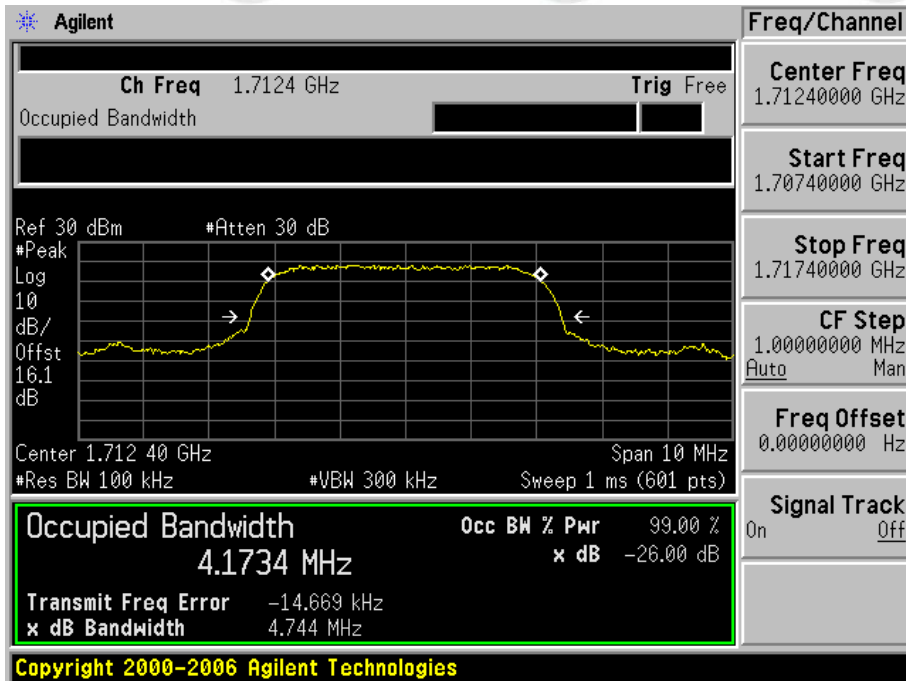 Agilent
Freq/Channel
Ch Freq 1.7124 GHz Trig Free
Occupied Bandwidth
Center Freq
1.71240000 GHz
Start Freq
1.70740000 GHz
Stop Freq
1.71740000 GHz
CF Step
1.00000000 MHz
Auto Man
Freq Offset
0.00000000 Hz
Signal Track
On Off
Ref 30 dBm #Atten 30 dB
#Peak
Log
10
dB/
Offst
16.1
dB
Center 1.712 40 GHz Span 10 MHz
#Res BW 100 kHz #VBW 300 kHz Sweep 1 ms (601 pts)
Occupied Bandwidth Occ BW % Pwr 99.00 %
4.1734 MHz x dB -26.00 dB
Transmit Freq Error -14.669 kHz
x dB Bandwidth 4.744 MHz
Copyright 2000-2006 Agilent Technologies